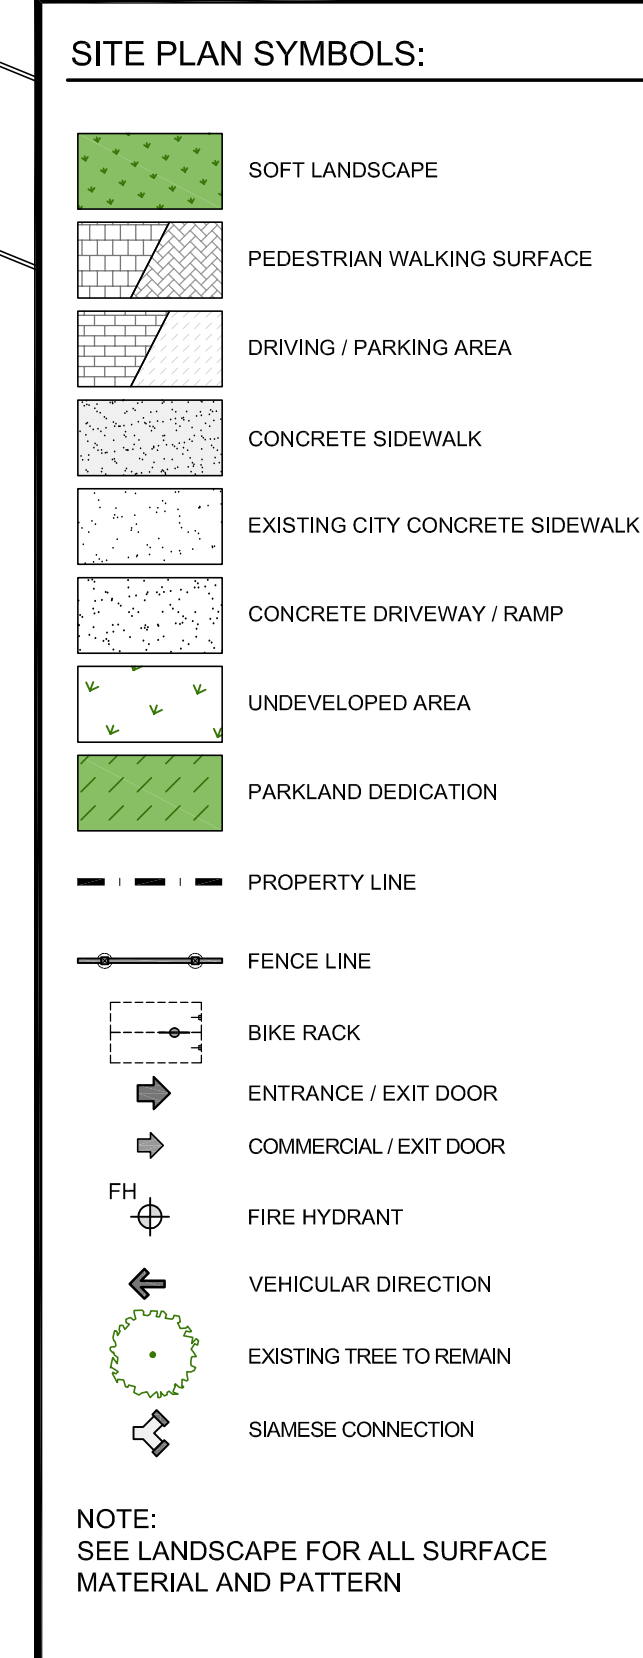 SITE PLAN SYMBOLS:
SOFT LANDSCAPE
PEDESTRIAN WALKING SURFACE
DRIVING / PARKING AREA
CONCRETE SIDEWALK
EXISTING CITY CONCRETE SIDEWALK
CONCRETE DRIVEWAY / RAMP
UNDEVELOPED AREA
PARKLAND DEDICATION
PROPERTY LINE
FENCE LINE
BIKE RACK
ENTRANCE / EXIT DOOR
COMMERCIAL / EXIT DOOR
FH
FIRE HYDRANT
VEHICULAR DIRECTION
EXISTING TREE TO REMAIN
SIAMESE CONNECTION
NOTE:
SEE LANDSCAPE FOR ALL SURFACE
MATERIAL AND PATTERN